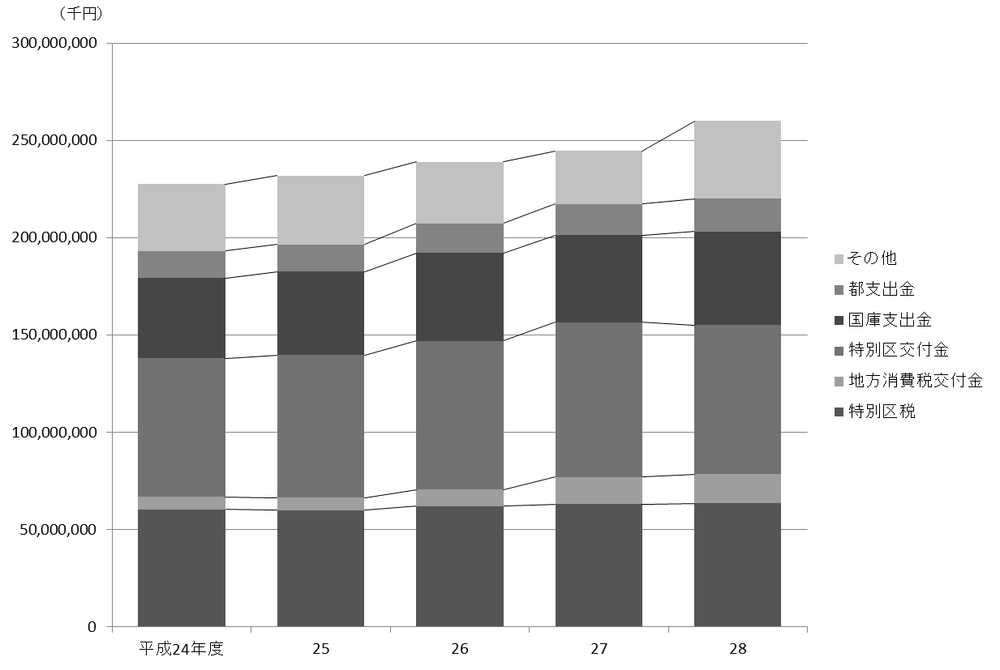 （千円）
300,000,000
250,000,000
200,000,000
150,000,000
100,000,000
50,000,000
0
平成24年度
25
26
27
28
その他
都支出金
国庫支出金
特別区交付金
地方消費税交付金
特別区税